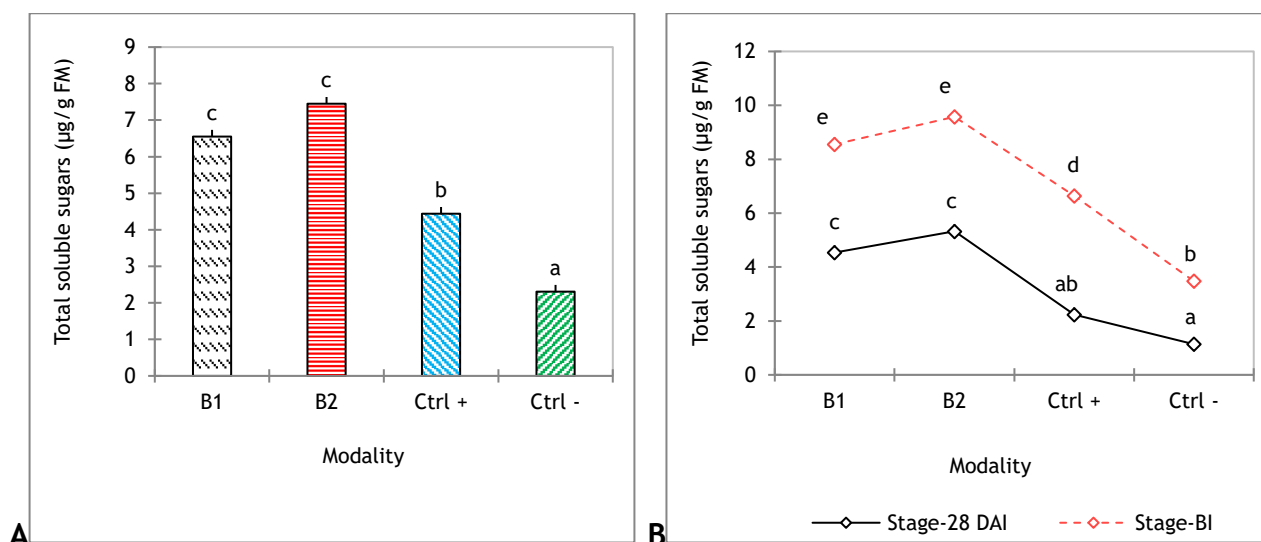 Total soluble sugars (µg/g FM)
9
8
7
6
5
4
3
2
1
0
c
c
b
a
B1 B2 Ctrl + Ctrl -
Modality
A
Total soluble sugars (µg/g FM)
12
10
8
6
4
2
0
e
e
d
b
c
c
ab
a
B1 B2 Ctrl + Ctrl -
Modality
Stage-28 DAI Stage-BI
B